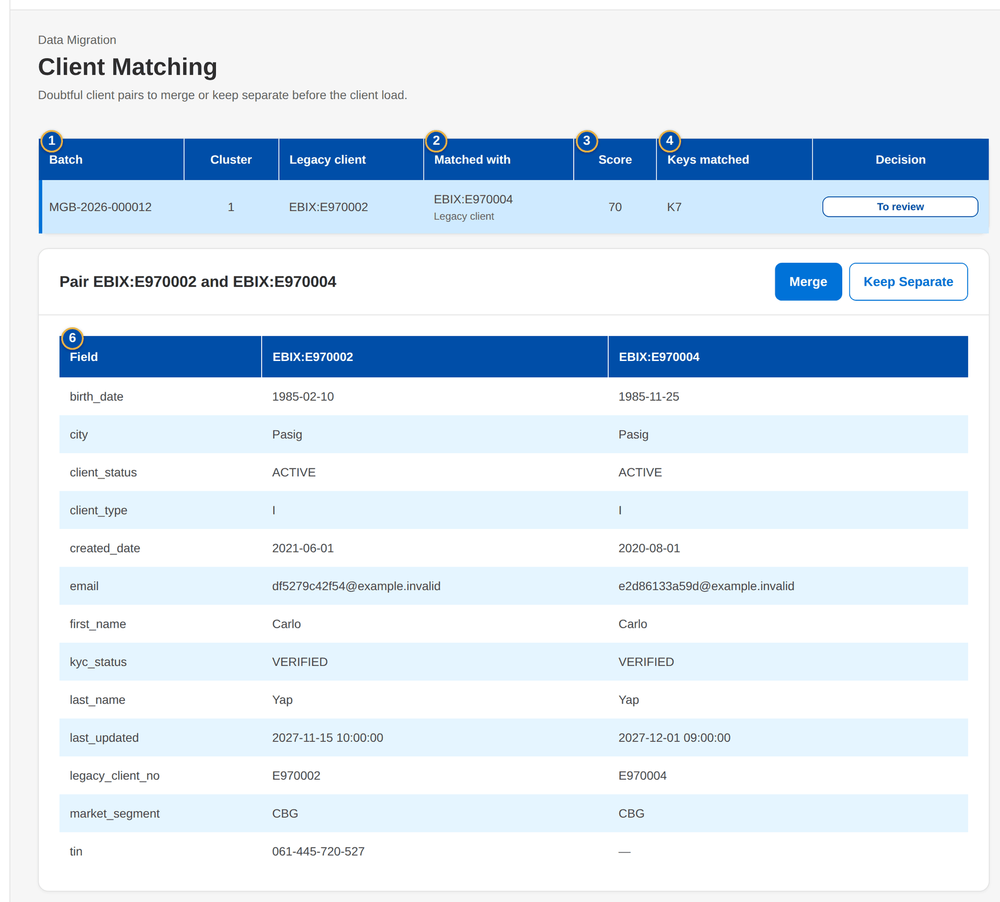 Data Migration
Client Matching
Doubtful client pairs to merge or keep separate before the client load.
1 2 3 4
Batch Cluster Legacy client Matched with Score Keys matched Decision
MGB-2026-000012 1 EBIX:E970002 EBIX:E970004 70 K7 To review
Legacy client
Pair EBIX:E970002 and EBIX:E970004 Merge Keep Separate
6
Field EBIX:E970002 EBIX:E970004
birth_date 1985-02-10 1985-11-25
city Pasig Pasig
client_status ACTIVE ACTIVE
client_type I I
created_date 2021-06-01 2020-08-01
email df5279c42f54@example.invalid e2d86133a59d@example.invalid
first_name Carlo Carlo
kyc_status VERIFIED VERIFIED
last_name Yap Yap
last_updated 2027-11-15 10:00:00 2027-12-01 09:00:00
legacy_client_no E970002 E970004
market_segment CBG CBG
tin 061-445-720-527 —